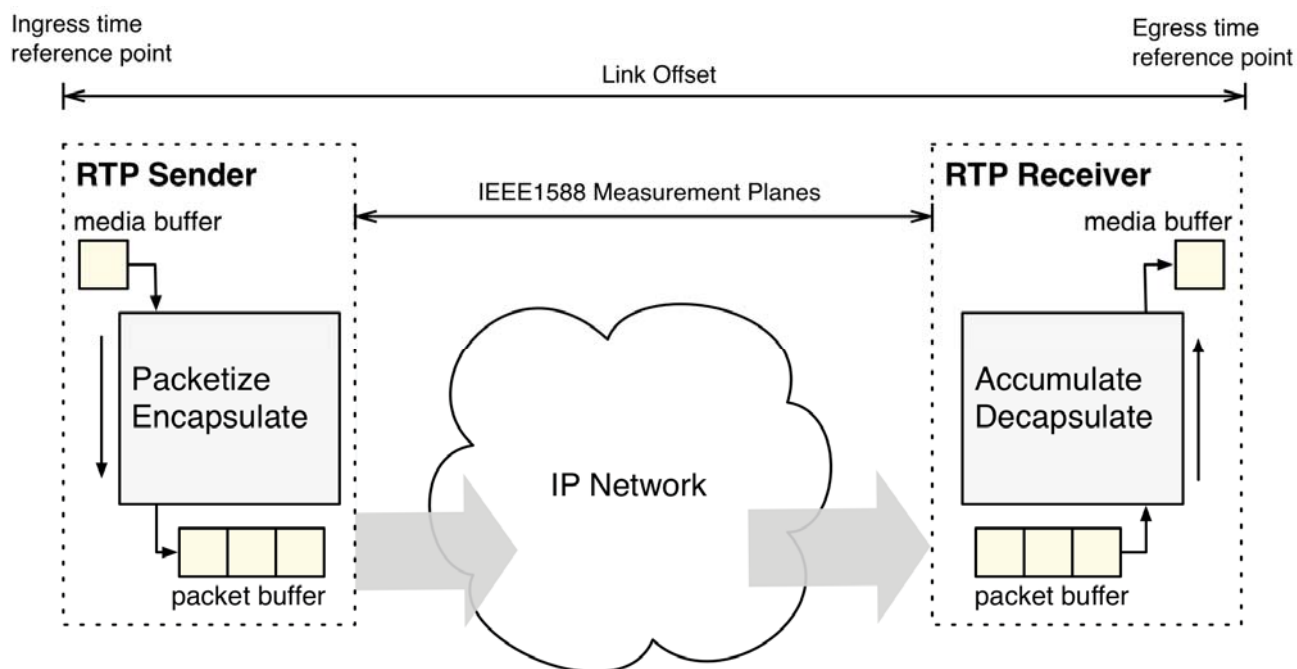 Ingress time
reference point
Egress time
reference point
Link Offset
RTP Sender
IEEE1588 Measurement Planes
RTP Receiver
media buffer
media buffer
Packetize
Encapsulate
Accumulate
Decapsulate
IP Network
packet buffer
packet buffer